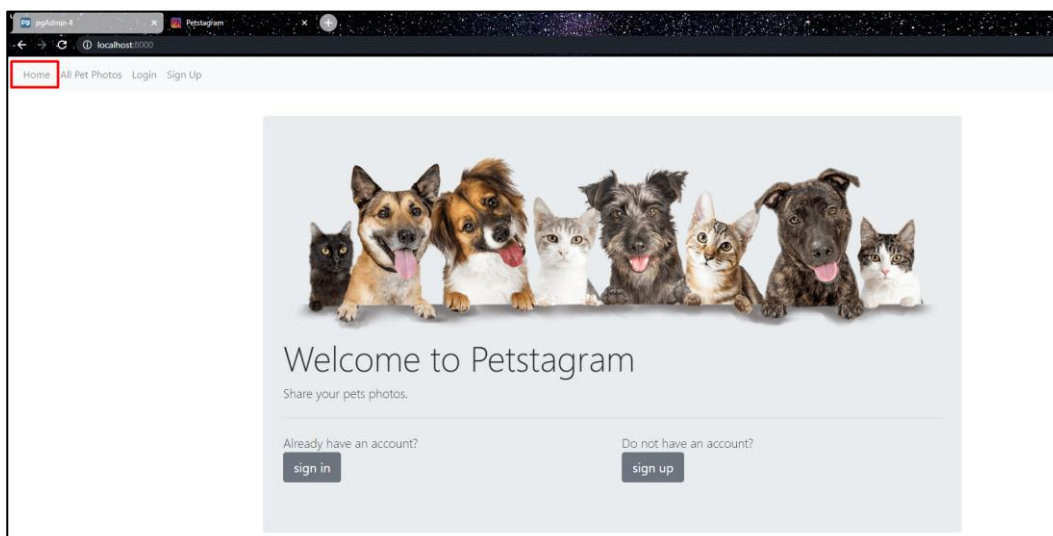 Pg pgAdmin 4 Petstagram
localhost:8000
Home All Pet Photos Login Sign Up
Welcome to Petstagram
Share your pets photos.
Already have an account? Do not have an account?
sign in sign up